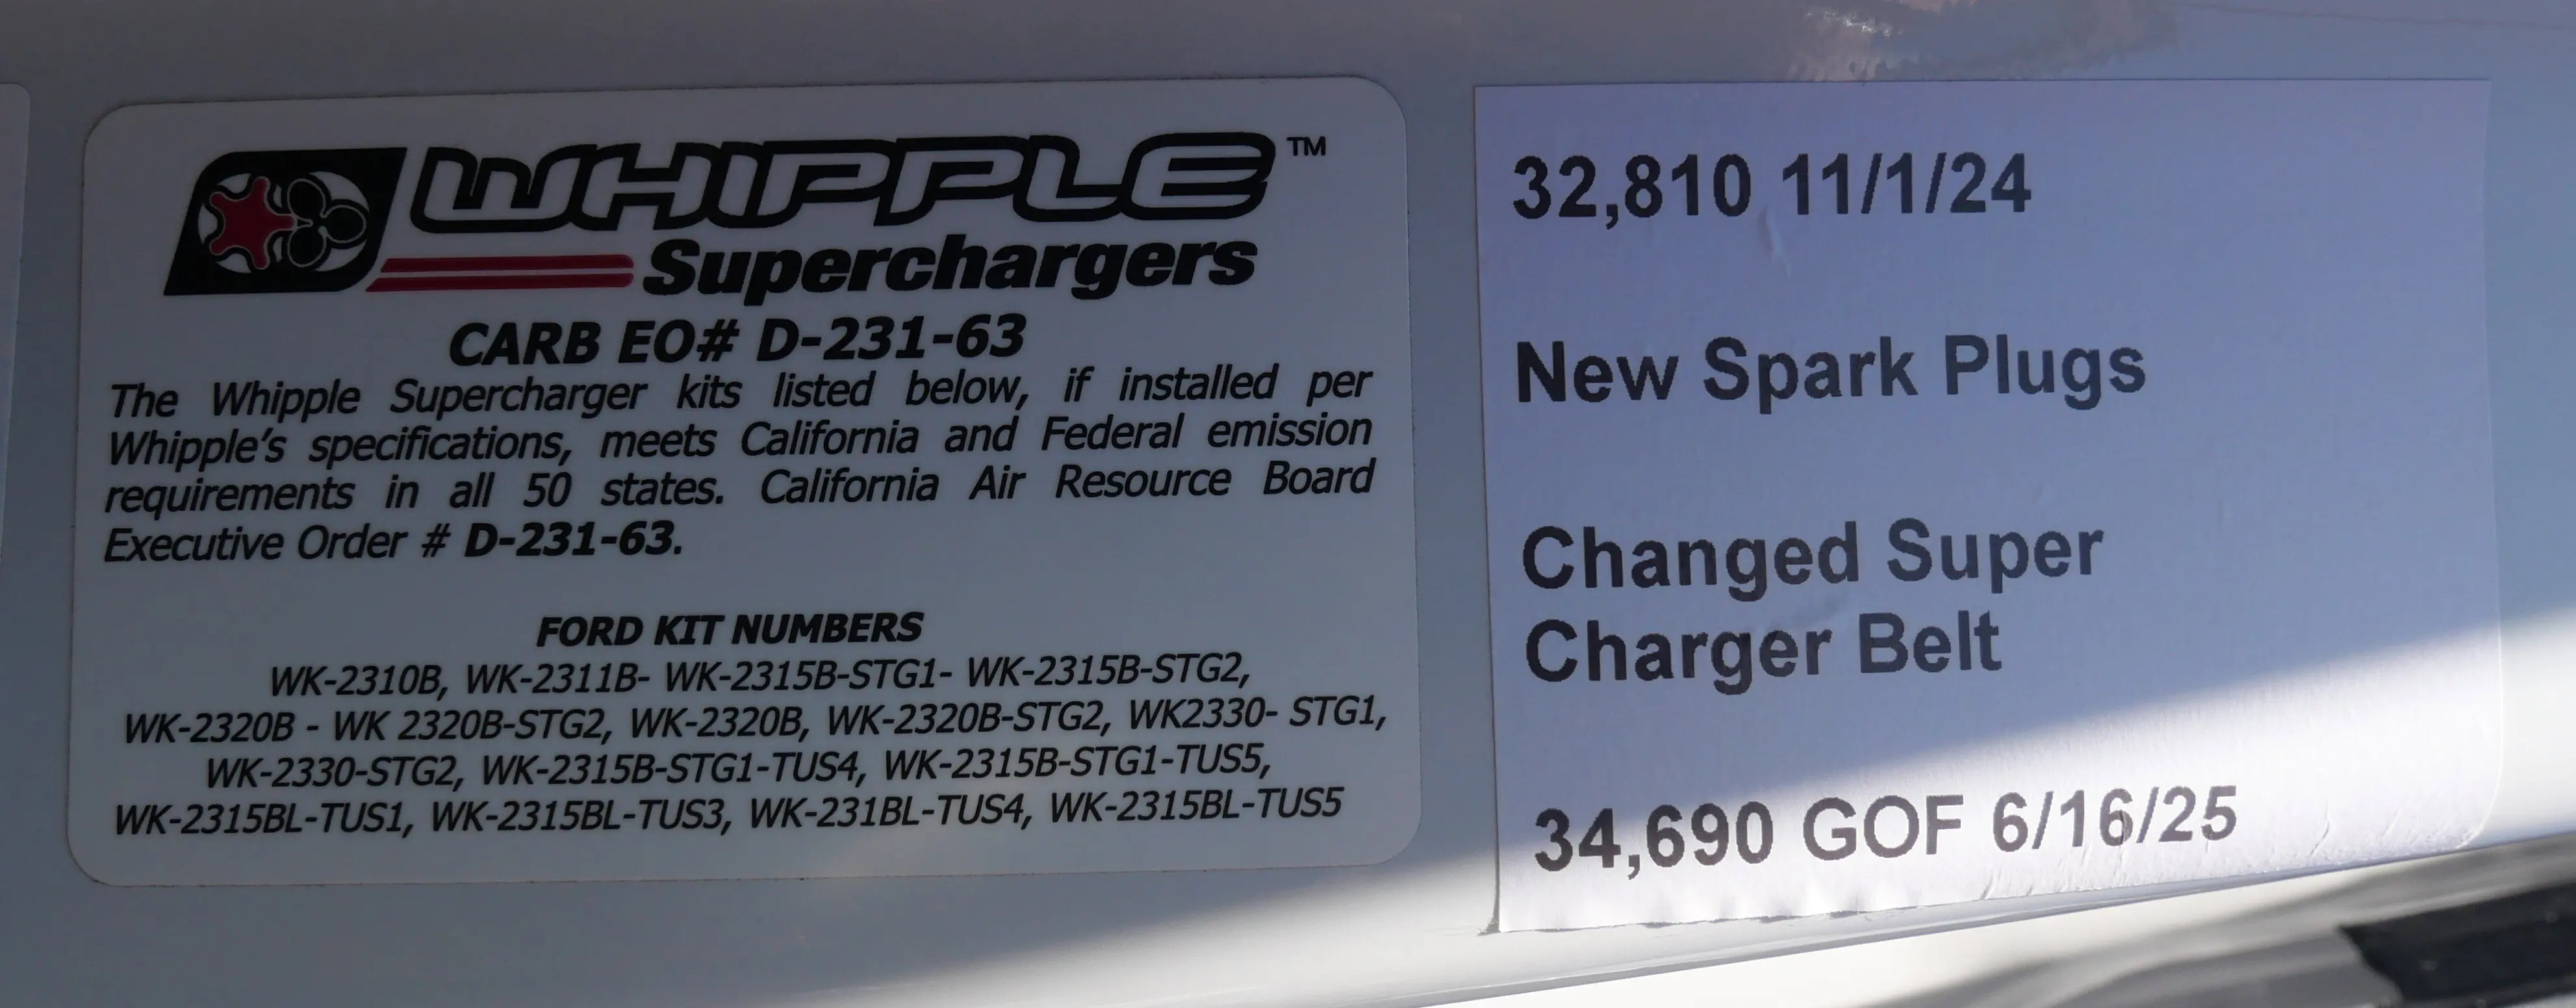 WHIPPLE™
Superchargers
CARB EO# D-231-63
The Whipple Supercharger kits listed below, if installed per
Whipple's specifications, meets California and Federal emission
requirements in all 50 states. California Air Resource Board
Executive Order # D-231-63.
FORD KIT NUMBERS
WK-2310B, WK-2311B- WK-2315B-STG1- WK-2315B-STG2,
WK-2320B - WK 2320B-STG2, WK-2320B, WK-2320B-STG2, WK2330- STG1,
WK-2330-STG2, WK-2315B-STG1-TUS4, WK-2315B-STG1-TUS5,
WK-2315BL-TUS1, WK-2315BL-TUS3, WK-231BL-TUS4, WK-2315BL-TUS5
32,810 11/1/24
New Spark Plugs
Changed Super
Charger Belt
34,690 GOF 6/16/25